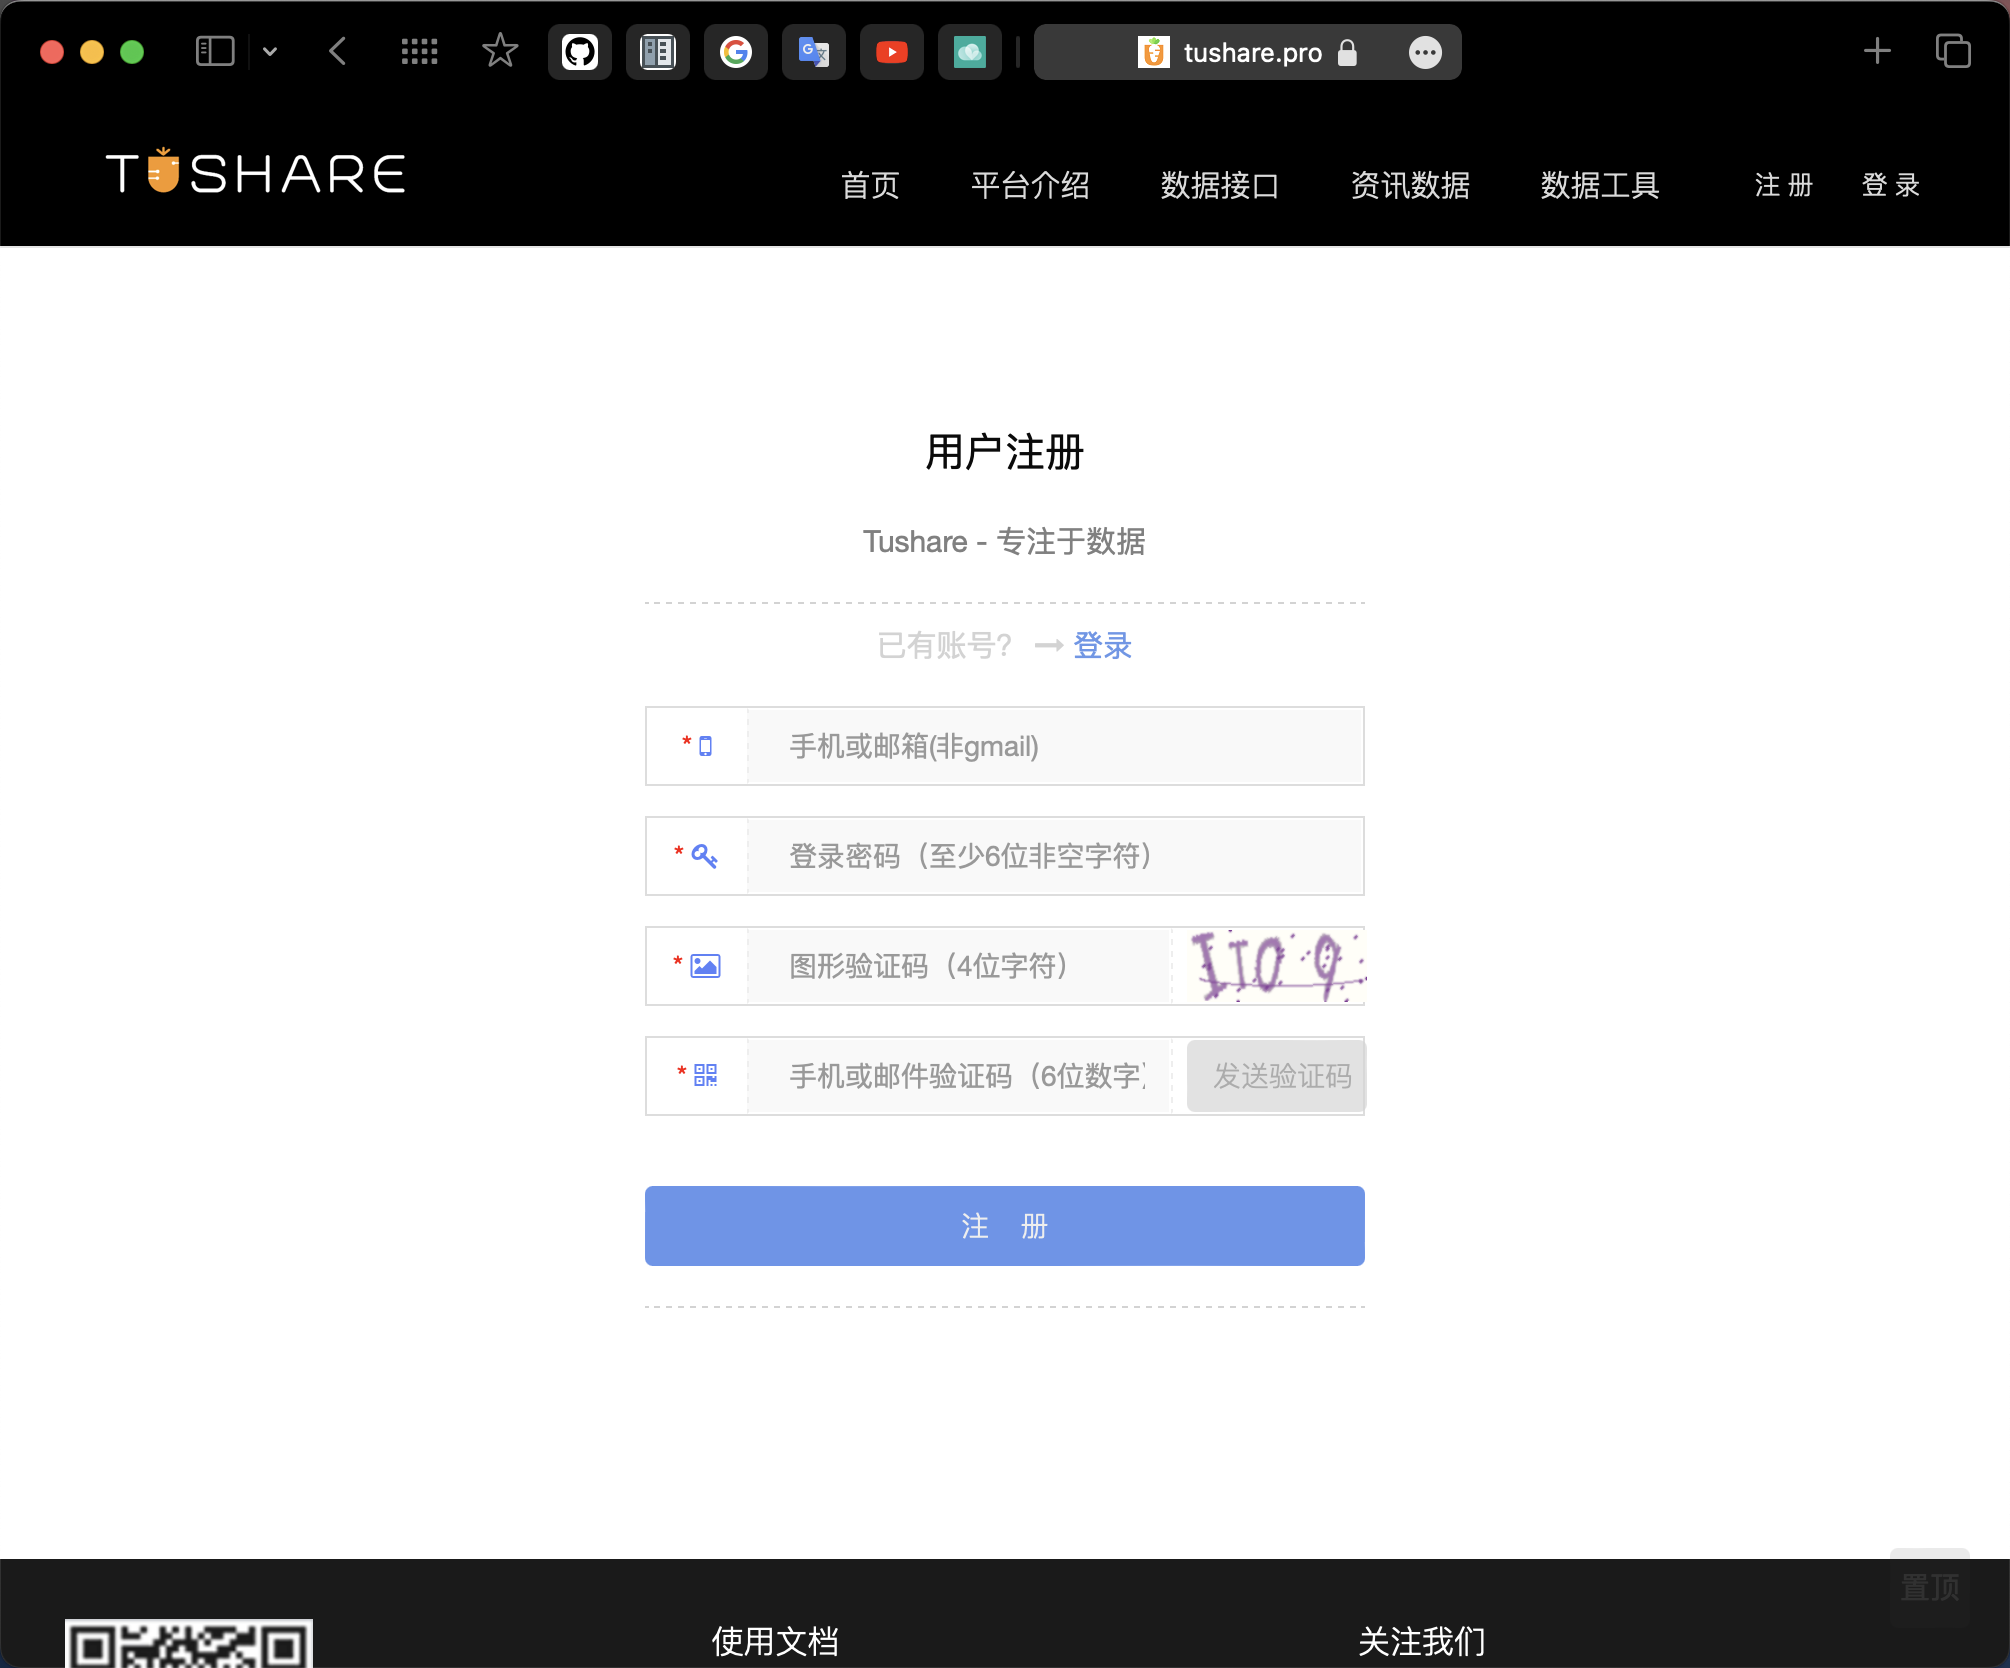 tushare.pro
TUSHARE
首页 平台介绍 数据接口 资讯数据 数据工具 注 册 登 录
用户注册
Tushare - 专注于数据
已有账号? 登录
* 手机或邮箱(非gmail)
* 登录密码（至少6位非空字符）
* 图形验证码（4位字符）
* 手机或邮件验证码（6位数字） 发送验证码
注 册
置顶
使用文档 关注我们